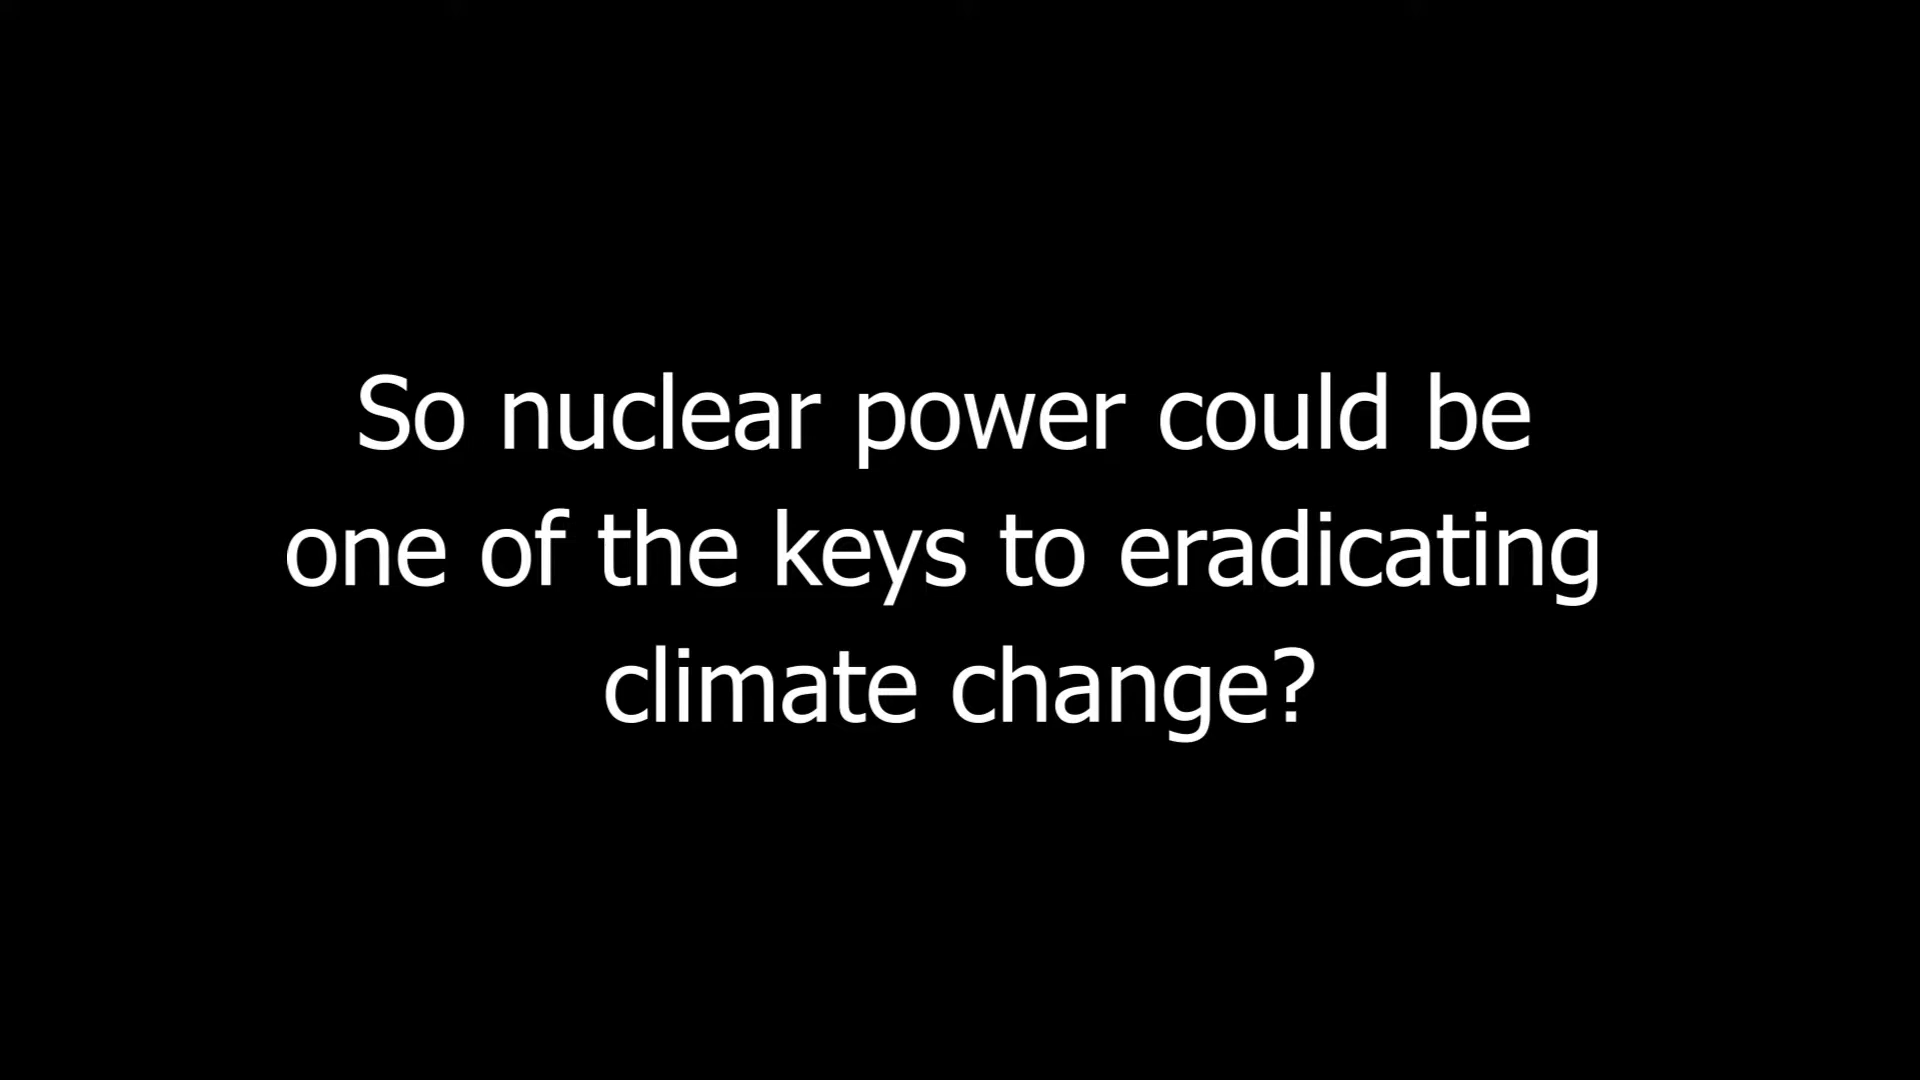 So nuclear power could be
one of the keys to eradicating
climate change?